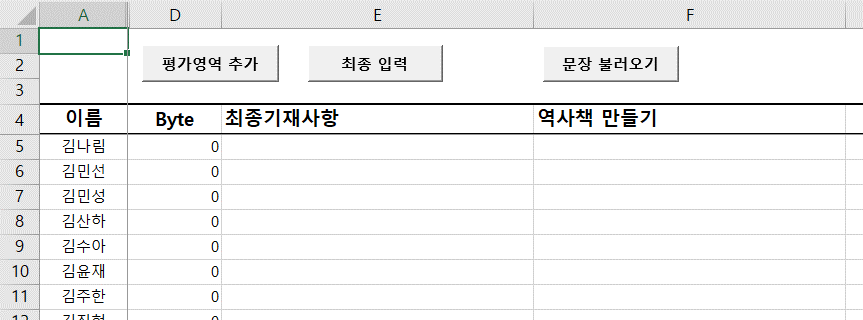 A D E F
1
2 평가영역 추가 최종 입력 문장 불러오기
3
4 이름 Byte 최종기재사항 역사책 만들기
5 김나림 0
6 김민선 0
7 김민성 0
8 김산하 0
9 김수아 0
10 김윤재 0
11 김주한 0